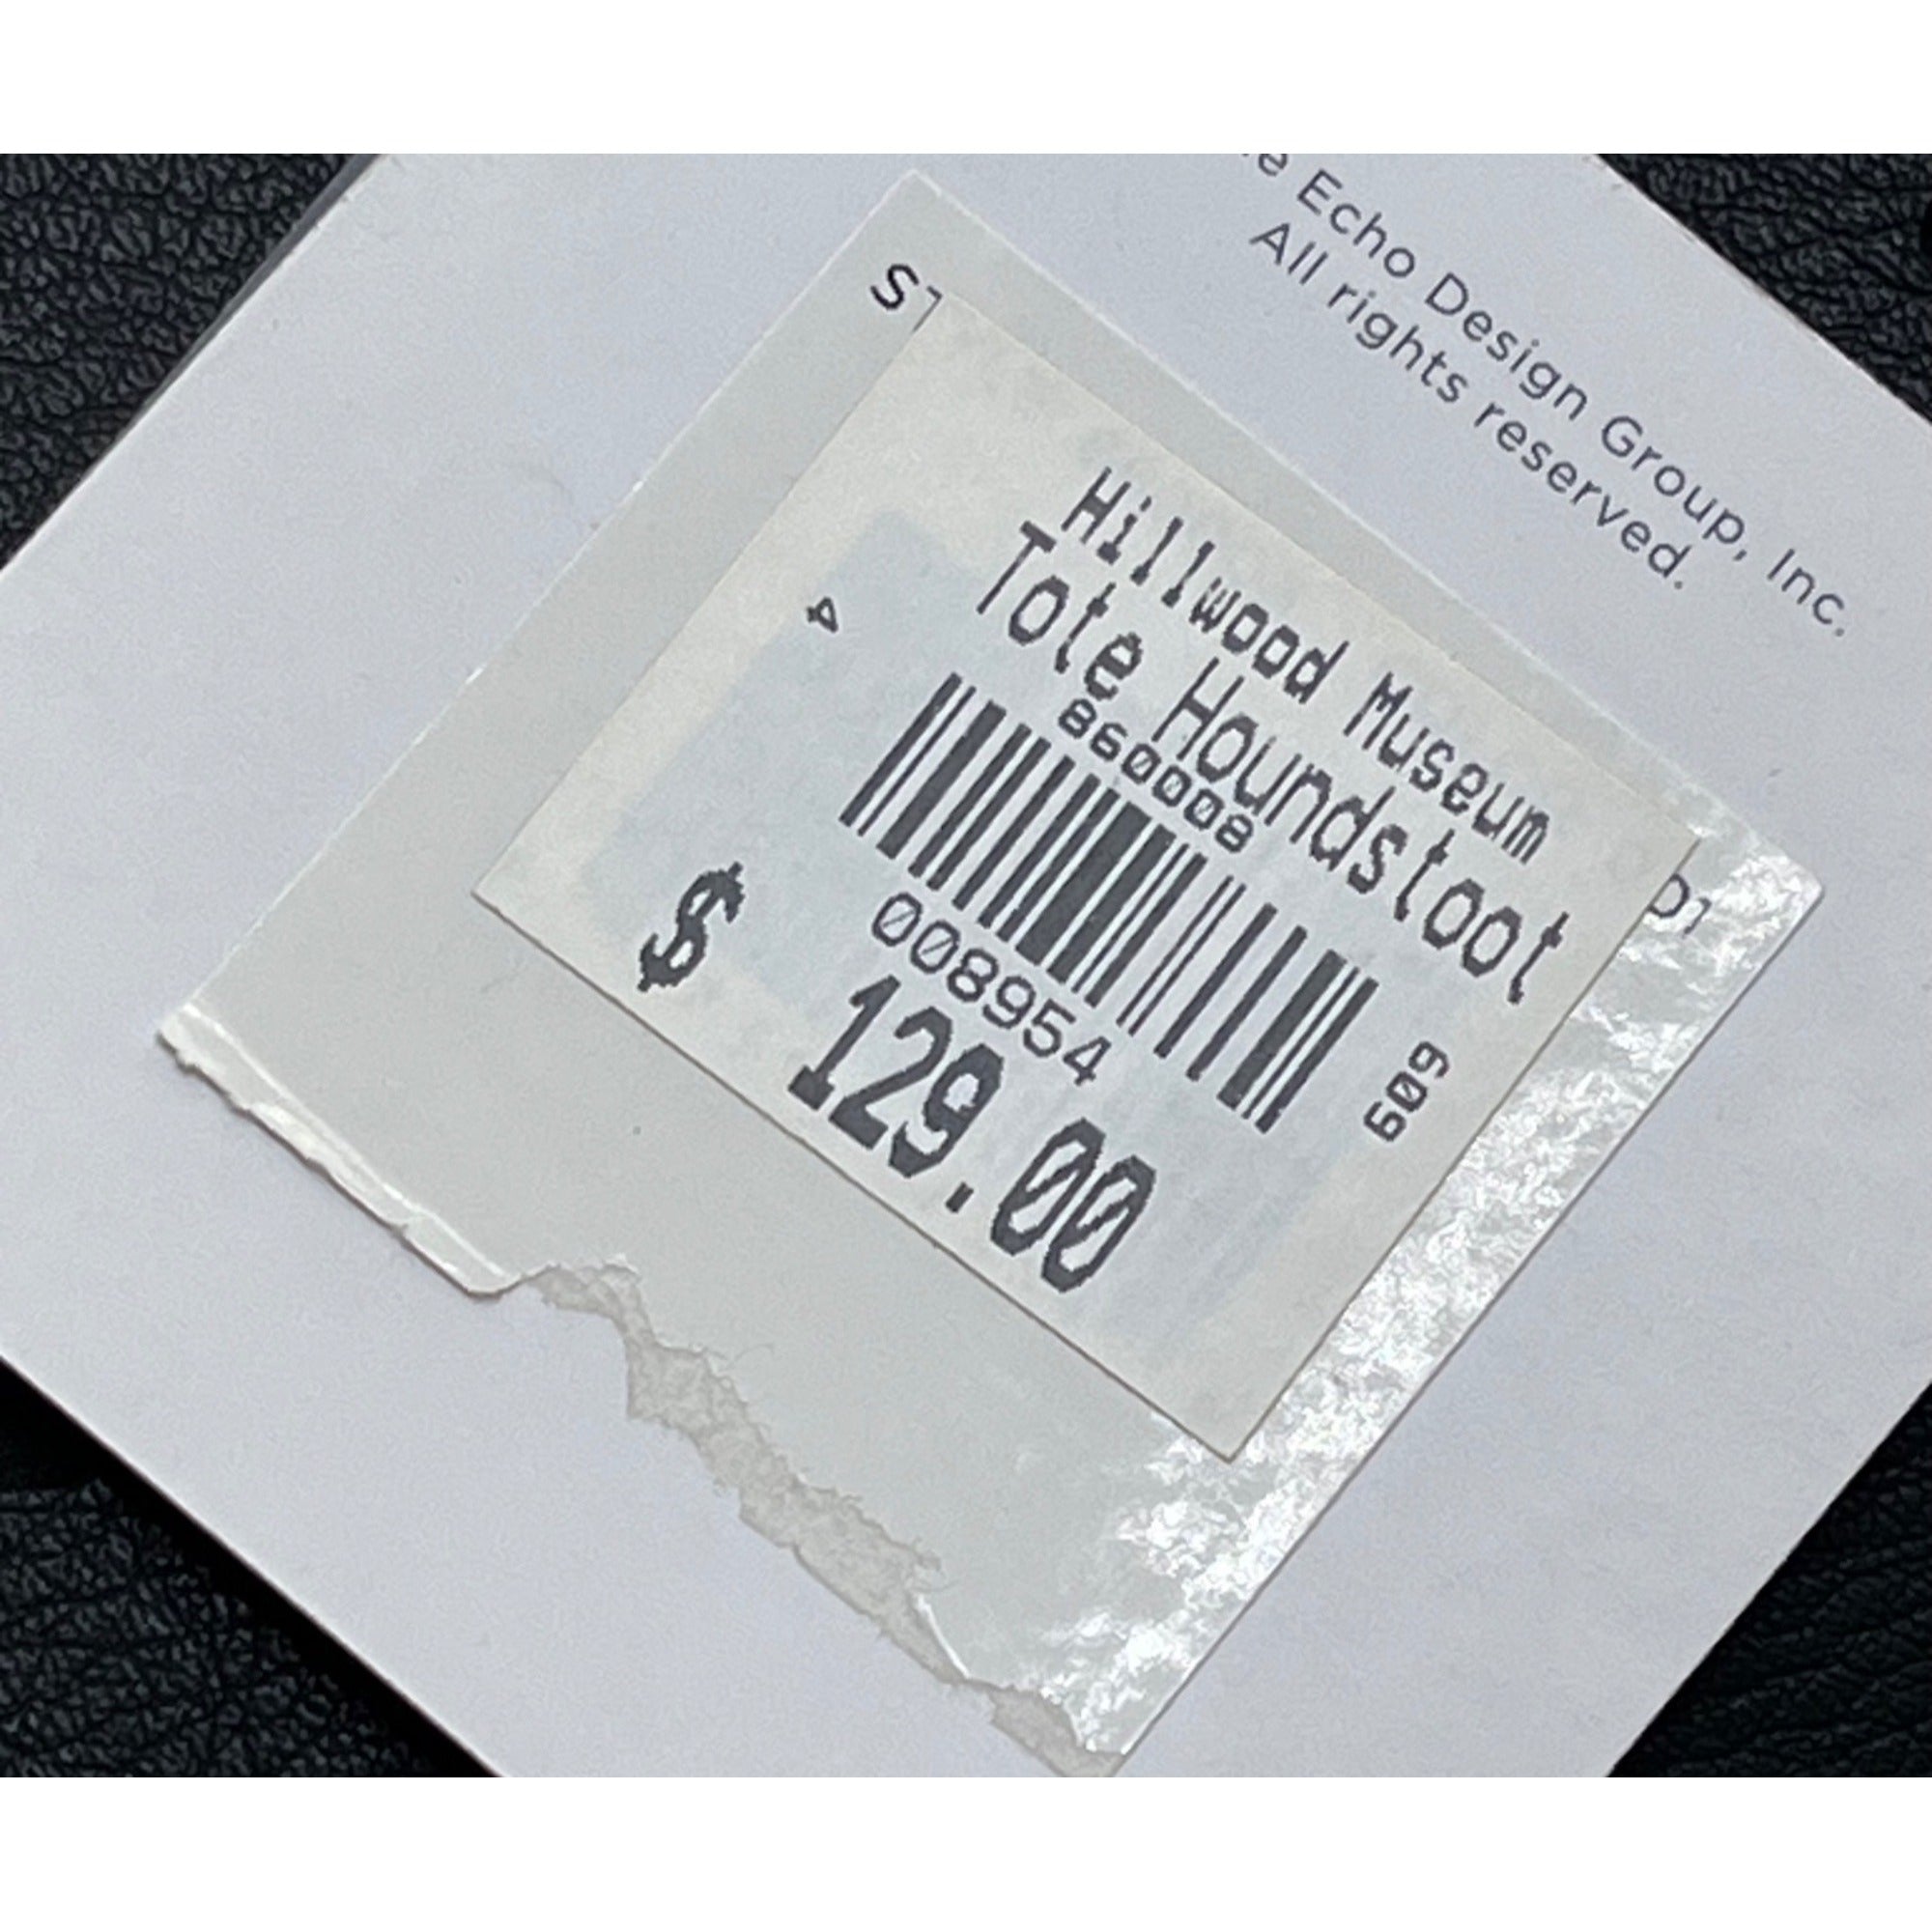 e Echo Design Group, Inc.
All rights reserved.
Hillwood Museum
Tote Houndstoot
860008
4
008954
609
$ 129.00